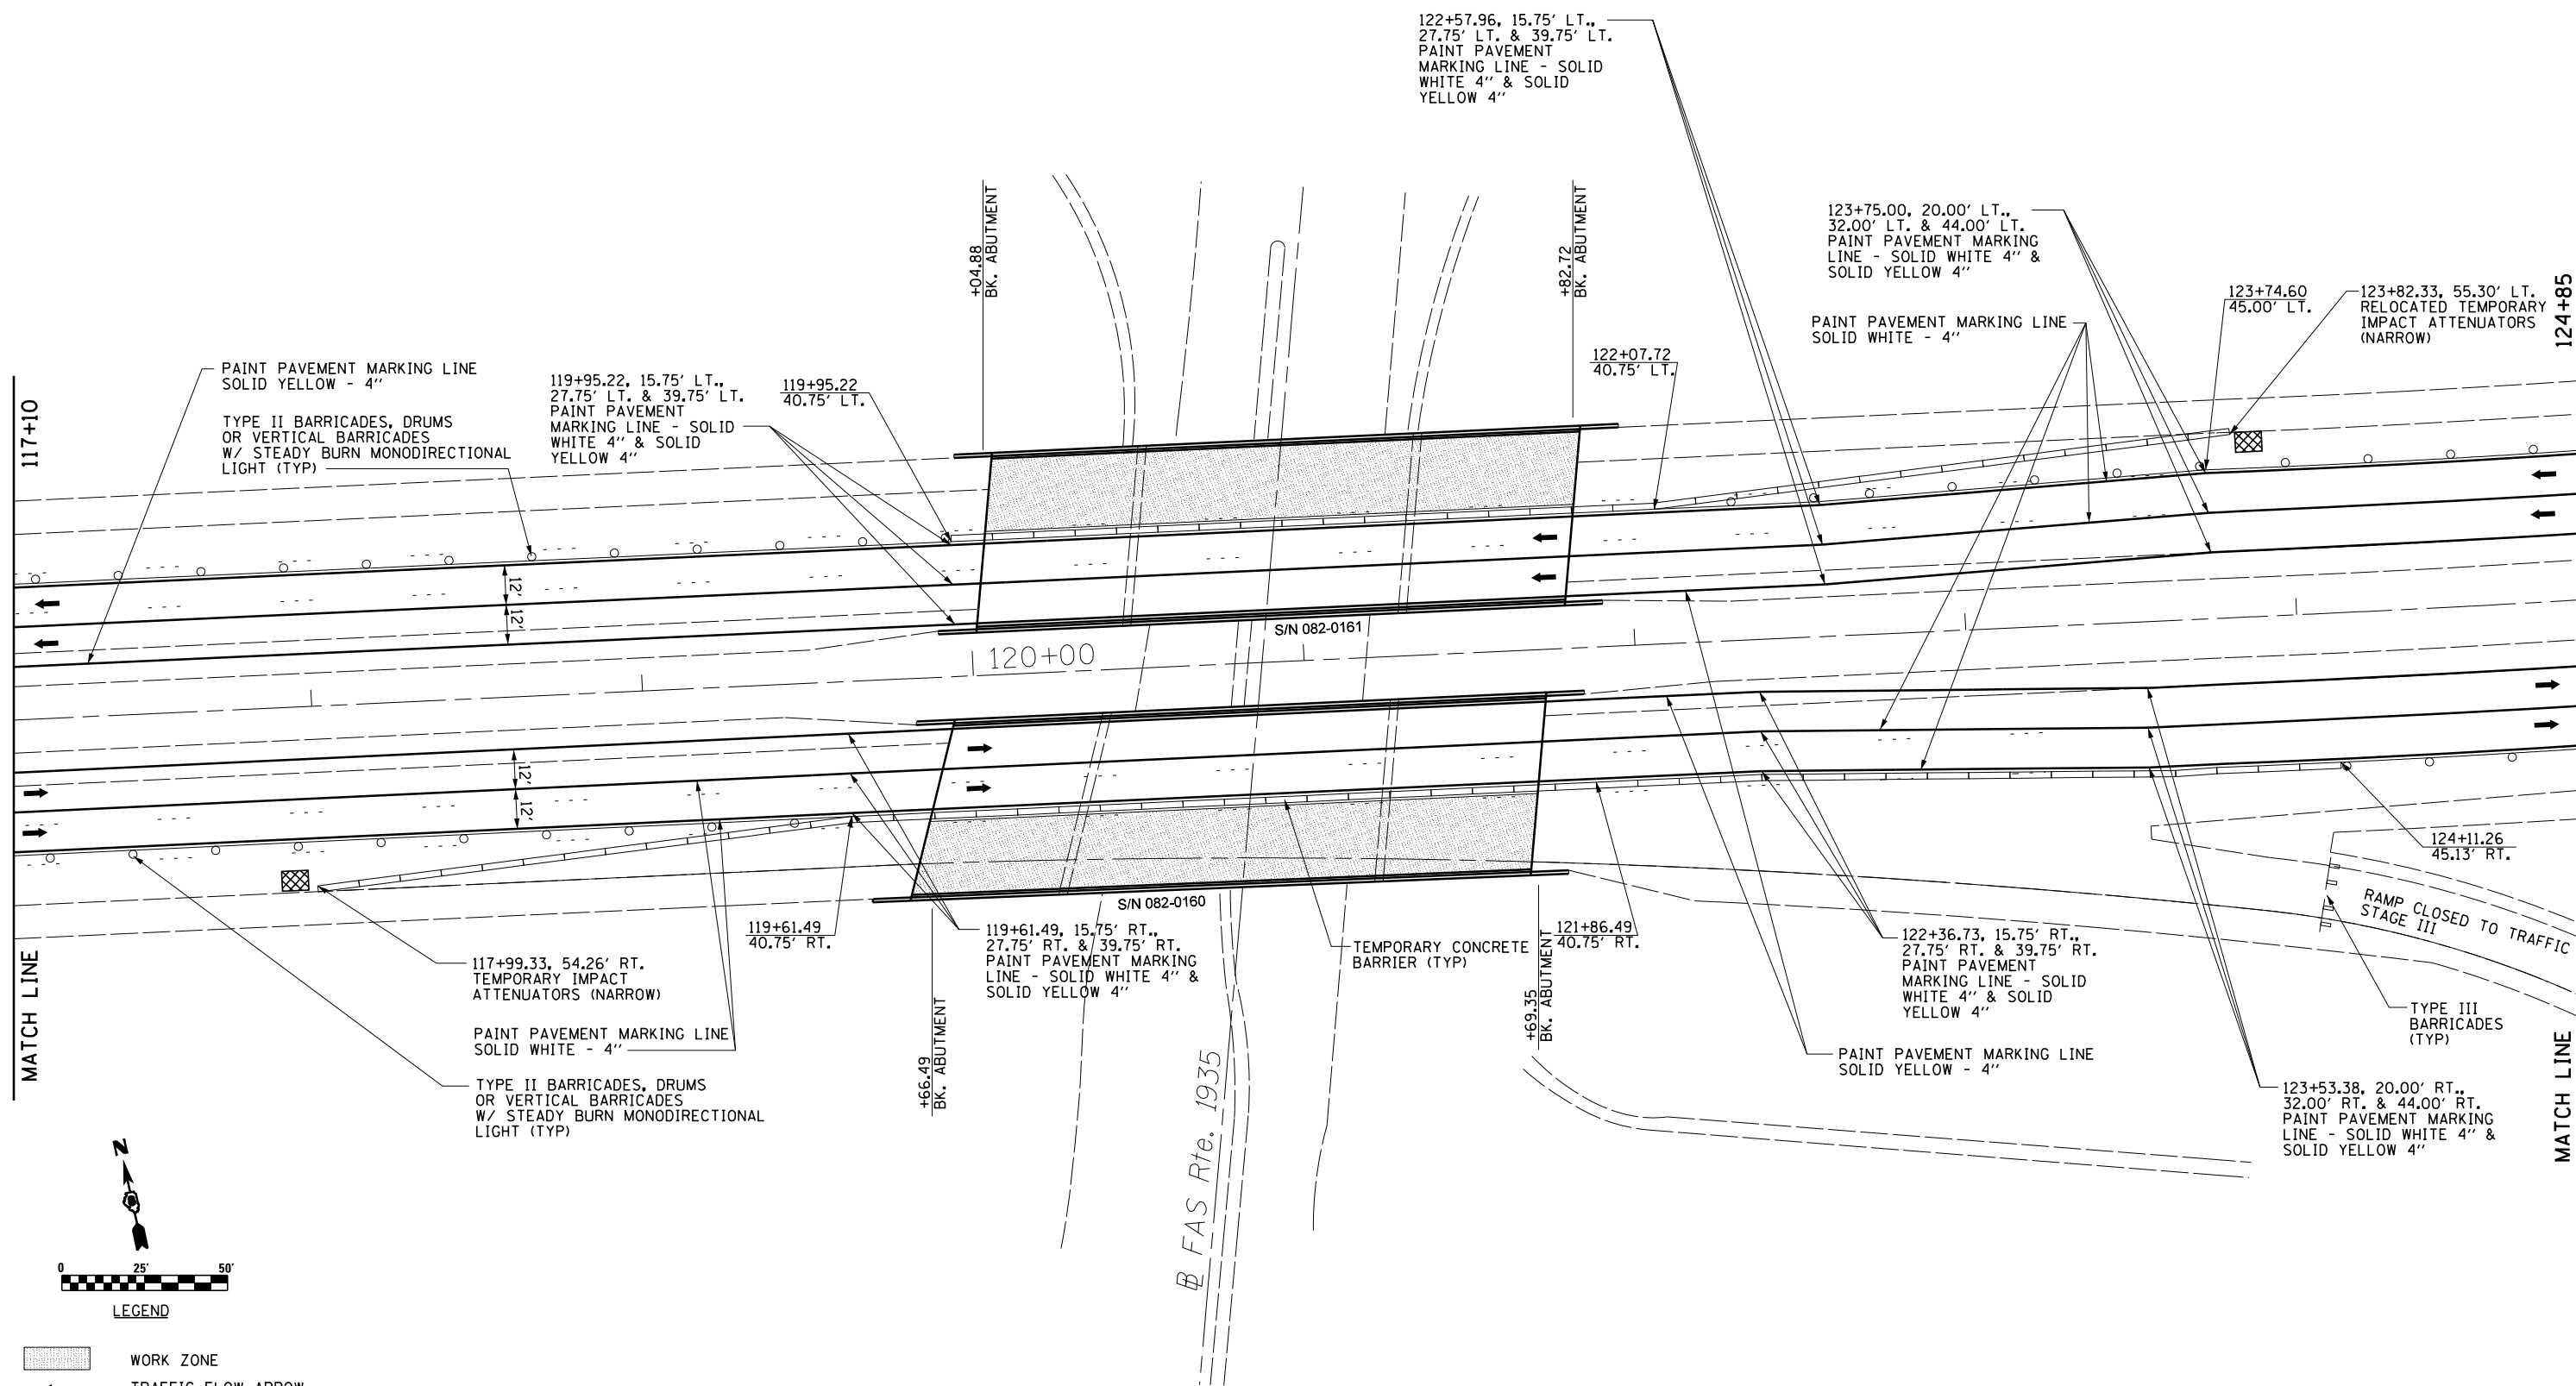 122+57.96, 15.75' LT.,
27.75' LT. & 39.75' LT.
PAINT PAVEMENT
MARKING LINE - SOLID
WHITE 4'' & SOLID
YELLOW 4''
+04.88
BK. ABUTMENT
+82.72
BK. ABUTMENT
123+75.00, 20.00' LT.,
32.00' LT. & 44.00' LT.
PAINT PAVEMENT MARKING
LINE - SOLID WHITE 4'' &
SOLID YELLOW 4''
PAINT PAVEMENT MARKING LINE
SOLID WHITE - 4''
123+74.60
45.00' LT.
123+82.33, 55.30' LT.
RELOCATED TEMPORARY
IMPACT ATTENUATORS
(NARROW)
124+85
122+07.72
40.75' LT.
PAINT PAVEMENT MARKING LINE
SOLID YELLOW - 4''
119+95.22, 15.75' LT.,
27.75' LT. & 39.75' LT.
PAINT PAVEMENT
MARKING LINE - SOLID
WHITE 4'' & SOLID
YELLOW 4''
119+95.22
40.75' LT.
117+10
TYPE II BARRICADES, DRUMS
OR VERTICAL BARRICADES
W/ STEADY BURN MONODIRECTIONAL
LIGHT (TYP)
12'
12'
S/N 082-0161
120+00
12'
12'
S/N 082-0160
119+61.49
40.75' RT.
119+61.49, 15.75' RT.,
27.75' RT. & 39.75' RT.
PAINT PAVEMENT MARKING
LINE - SOLID WHITE 4'' &
SOLID YELLOW 4''
TEMPORARY CONCRETE
BARRIER (TYP)
121+86.49
40.75' RT.
+69.35
BK. ABUTMENT
122+36.73, 15.75' RT.,
27.75' RT. & 39.75' RT.
PAINT PAVEMENT
MARKING LINE - SOLID
WHITE 4'' & SOLID
YELLOW 4''
124+11.26
45.13' RT.
RAMP CLOSED TO TRAFFIC
STAGE III
TYPE III
BARRICADES
(TYP)
MATCH LINE
117+99.33, 54.26' RT.
TEMPORARY IMPACT
ATTENUATORS (NARROW)
PAINT PAVEMENT MARKING LINE
SOLID WHITE - 4''
TYPE II BARRICADES, DRUMS
OR VERTICAL BARRICADES
W/ STEADY BURN MONODIRECTIONAL
LIGHT (TYP)
+66.49
BK. ABUTMENT
PAINT PAVEMENT MARKING LINE
SOLID YELLOW - 4''
123+53.38, 20.00' RT.,
32.00' RT. & 44.00' RT.
PAINT PAVEMENT MARKING
LINE - SOLID WHITE 4'' &
SOLID YELLOW 4''
MATCH LINE
FAS Rte. 1935
N
0 25' 50'
LEGEND
WORK ZONE
TRAFFIC FLOW ARROW